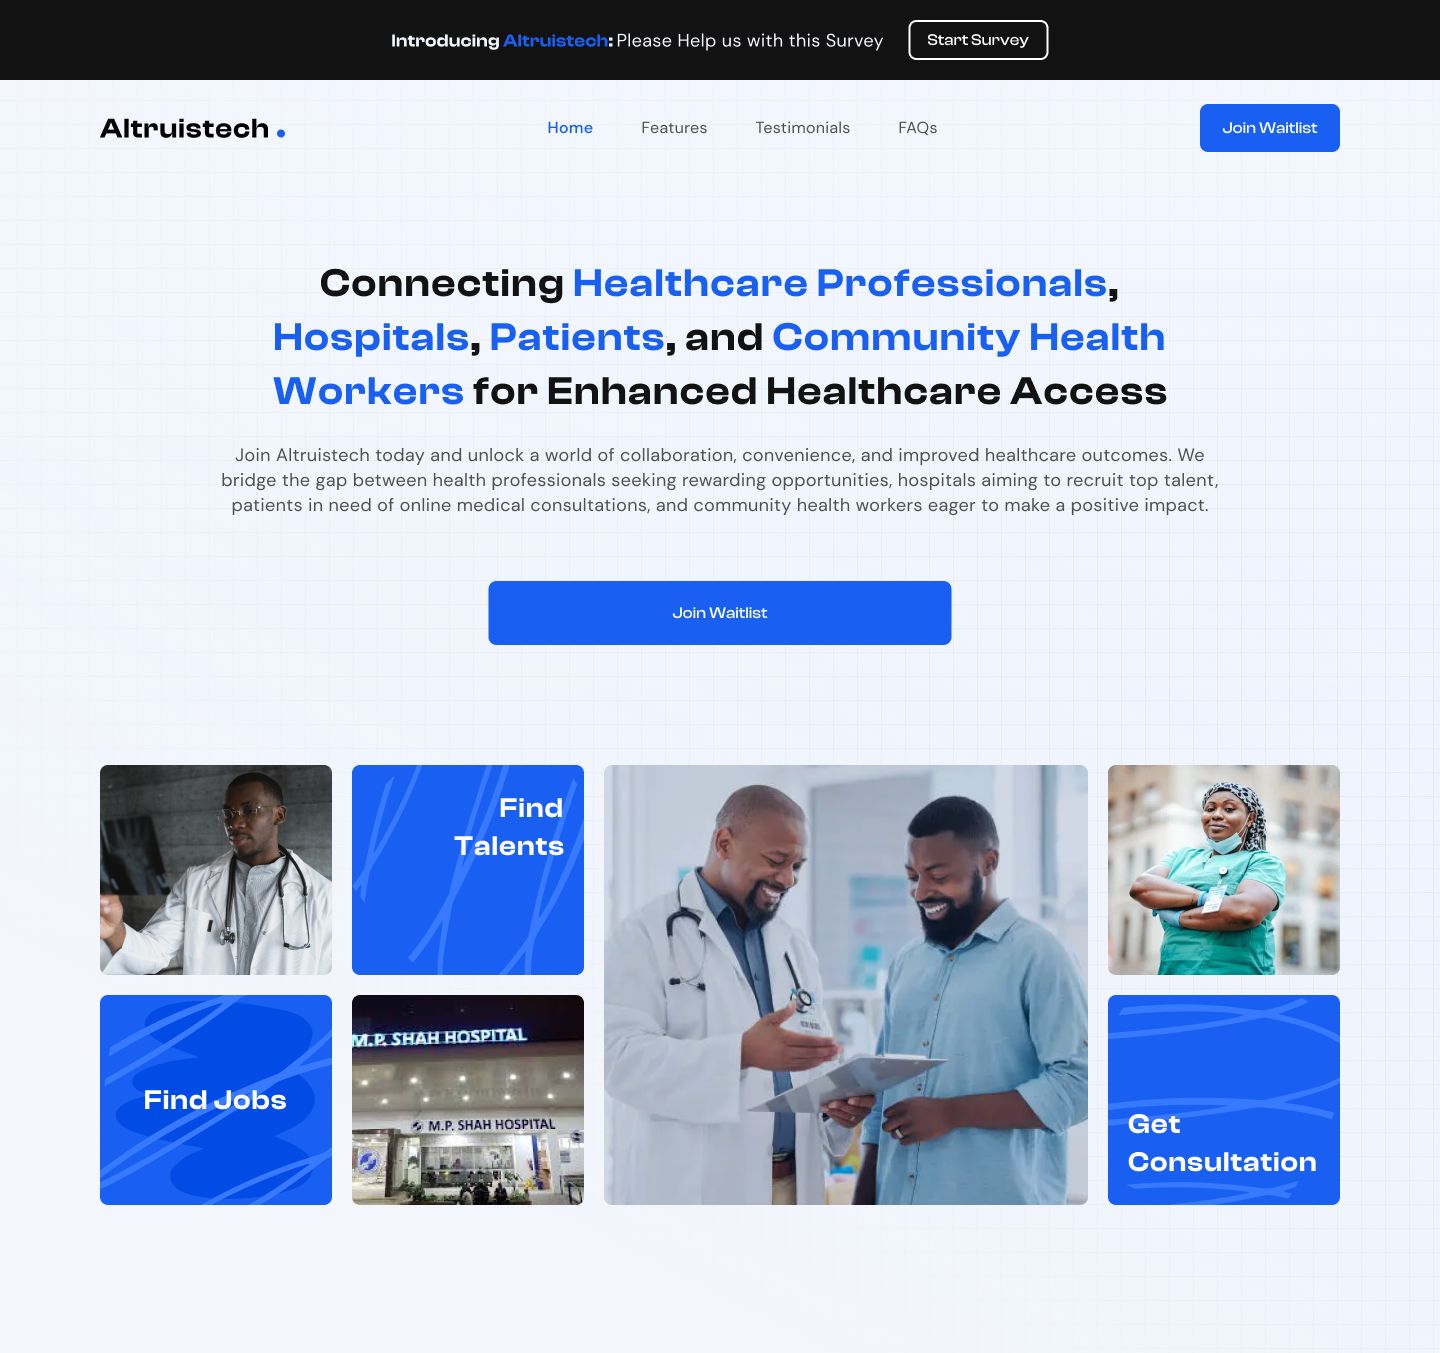 Introducing Altruistech: Please Help us with this Survey
Start Survey
Altruistech
Home
Features
Testimonials
FAQs
Join Waitlist
Connecting Healthcare Professionals,
Hospitals, Patients, and Community Health
Workers for Enhanced Healthcare Access
Join Altruistech today and unlock a world of collaboration, convenience, and improved healthcare outcomes. We
bridge the gap between health professionals seeking rewarding opportunities, hospitals aiming to recruit top talent,
patients in need of online medical consultations, and community health workers eager to make a positive impact.
Join Waitlist
Find
Talents
Find Jobs
M.P. SHAH HOSPITAL
M.P. SHAH HOSPITAL
Get
Consultation